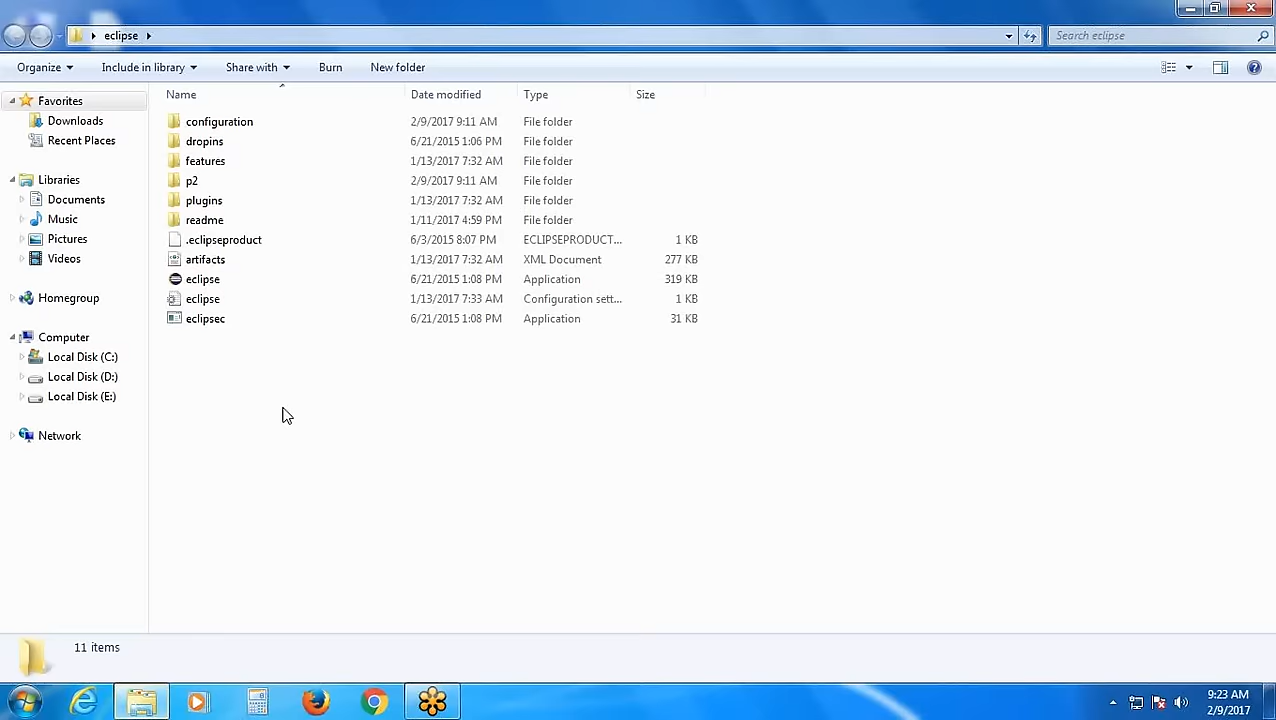 eclipse
Search eclipse
Organize Include in library Share with Burn New folder
Name Date modified Type Size
Favorites
Downloads
Recent Places
Libraries
Documents
Music
Pictures
Videos
Homegroup
Computer
Local Disk (C:)
Local Disk (D:)
Local Disk (E:)
Network
configuration 2/9/2017 9:11 AM File folder
dropins 6/21/2015 1:06 PM File folder
features 1/13/2017 7:32 AM File folder
p2 2/9/2017 9:11 AM File folder
plugins 1/13/2017 7:32 AM File folder
readme 1/11/2017 4:59 PM File folder
.eclipseproduct 6/3/2015 8:07 PM ECLIPSEPRODUCT... 1 KB
artifacts 1/13/2017 7:32 AM XML Document 277 KB
eclipse 6/21/2015 1:08 PM Application 319 KB
eclipse 1/13/2017 7:33 AM Configuration sett... 1 KB
eclipsec 6/21/2015 1:08 PM Application 31 KB
11 items
9:23 AM
2/9/2017